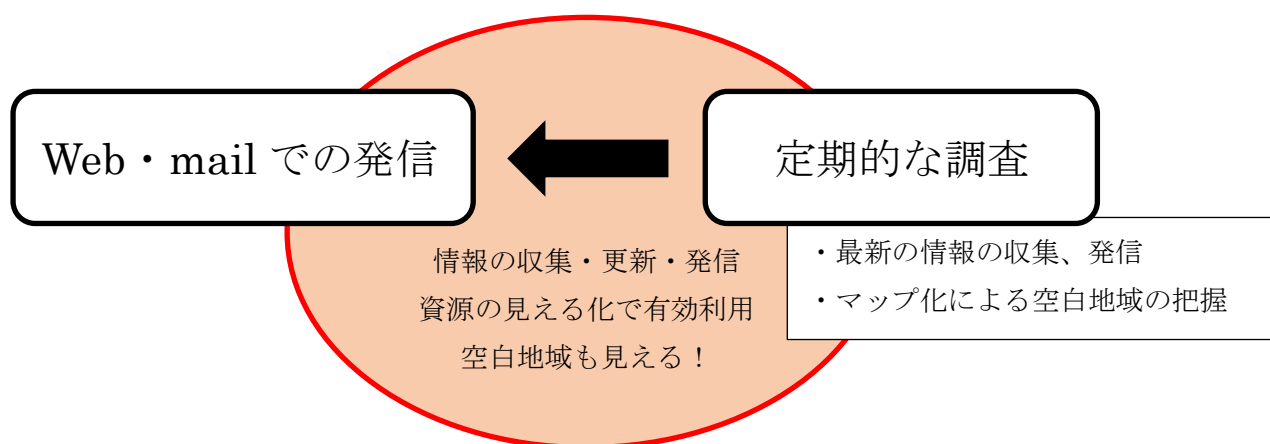 Web・mail での発信
定期的な調査
情報の収集・更新・発信
資源の見える化で有効利用
空白地域も見える！
・最新の情報の収集、発信
・マップ化による空白地域の把握